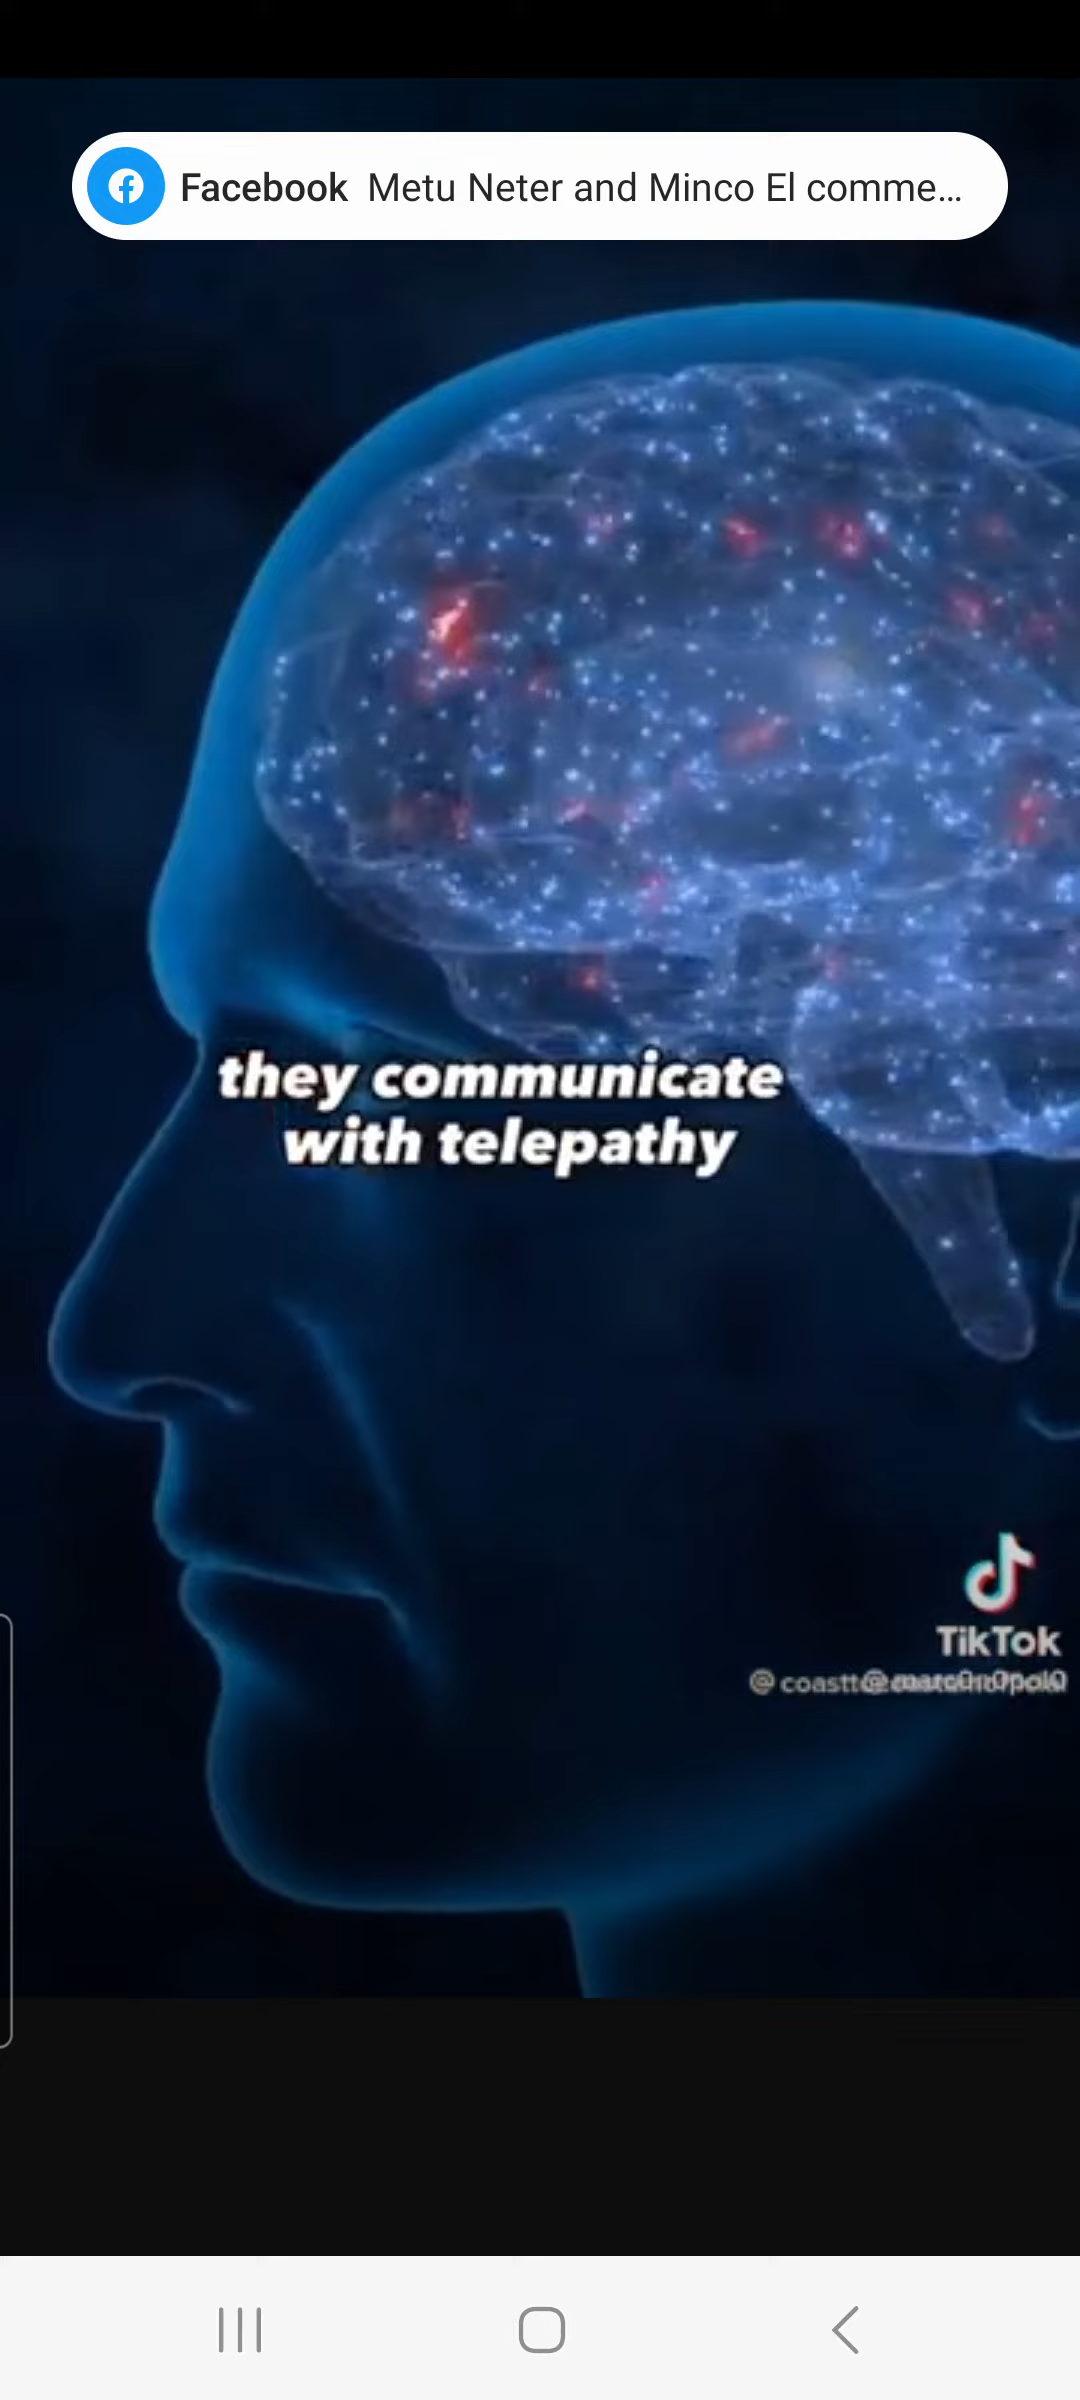 Facebook Metu Neter and Minco El comme...
they communicate
with telepathy
TikTok